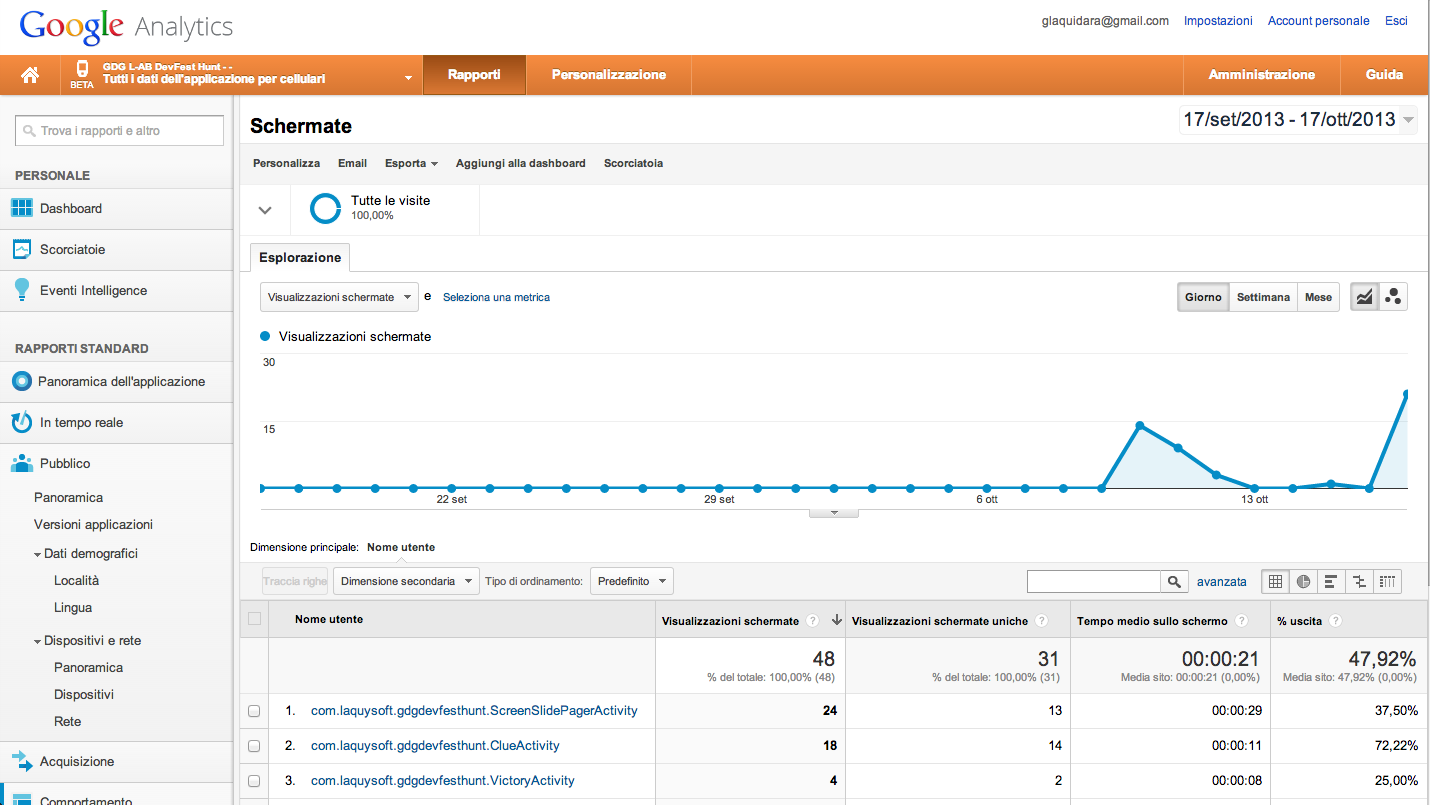 Google Analytics
glaquidara@gmail.com Impostazioni Account personale Esci
BETA
GDG L-AB DevFest Hunt - -
Tutti i dati dell'applicazione per cellulari
Rapporti Personalizzazione Amministrazione Guida
Trova i rapporti e altro
PERSONALE
Dashboard
Scorciatoie
Eventi Intelligence
RAPPORTI STANDARD
Panoramica dell'applicazione
In tempo reale
Pubblico
Panoramica
Versioni applicazioni
Dati demografici
Località
Lingua
Dispositivi e rete
Panoramica
Dispositivi
Rete
Acquisizione
Comportamento
Schermate
17/set/2013 - 17/ott/2013
Personalizza Email Esporta Aggiungi alla dashboard Scorciatoia
Tutte le visite
100,00%
Esplorazione
Visualizzazioni schermate e Seleziona una metrica
Giorno Settimana Mese
Visualizzazioni schermate
30
15
22 set 29 set 6 ott 13 ott
Dimensione principale: Nome utente
Traccia righe Dimensione secondaria Tipo di ordinamento: Predefinito
avanzata
Nome utente Visualizzazioni schermate ? Visualizzazioni schermate uniche ? Tempo medio sullo schermo ? % uscita ?
48 31 00:00:21 47,92%
% del totale: 100,00% (48) % del totale: 100,00% (31) Media sito: 00:00:21 (0,00%) Media sito: 47,92% (0,00%)
1. com.laquysoft.gdgdevfesthunt.ScreenSlidePagerActivity 24 13 00:00:29 37,50%
2. com.laquysoft.gdgdevfesthunt.ClueActivity 18 14 00:00:11 72,22%
3. com.laquysoft.gdgdevfesthunt.VictoryActivity 4 2 00:00:08 25,00%